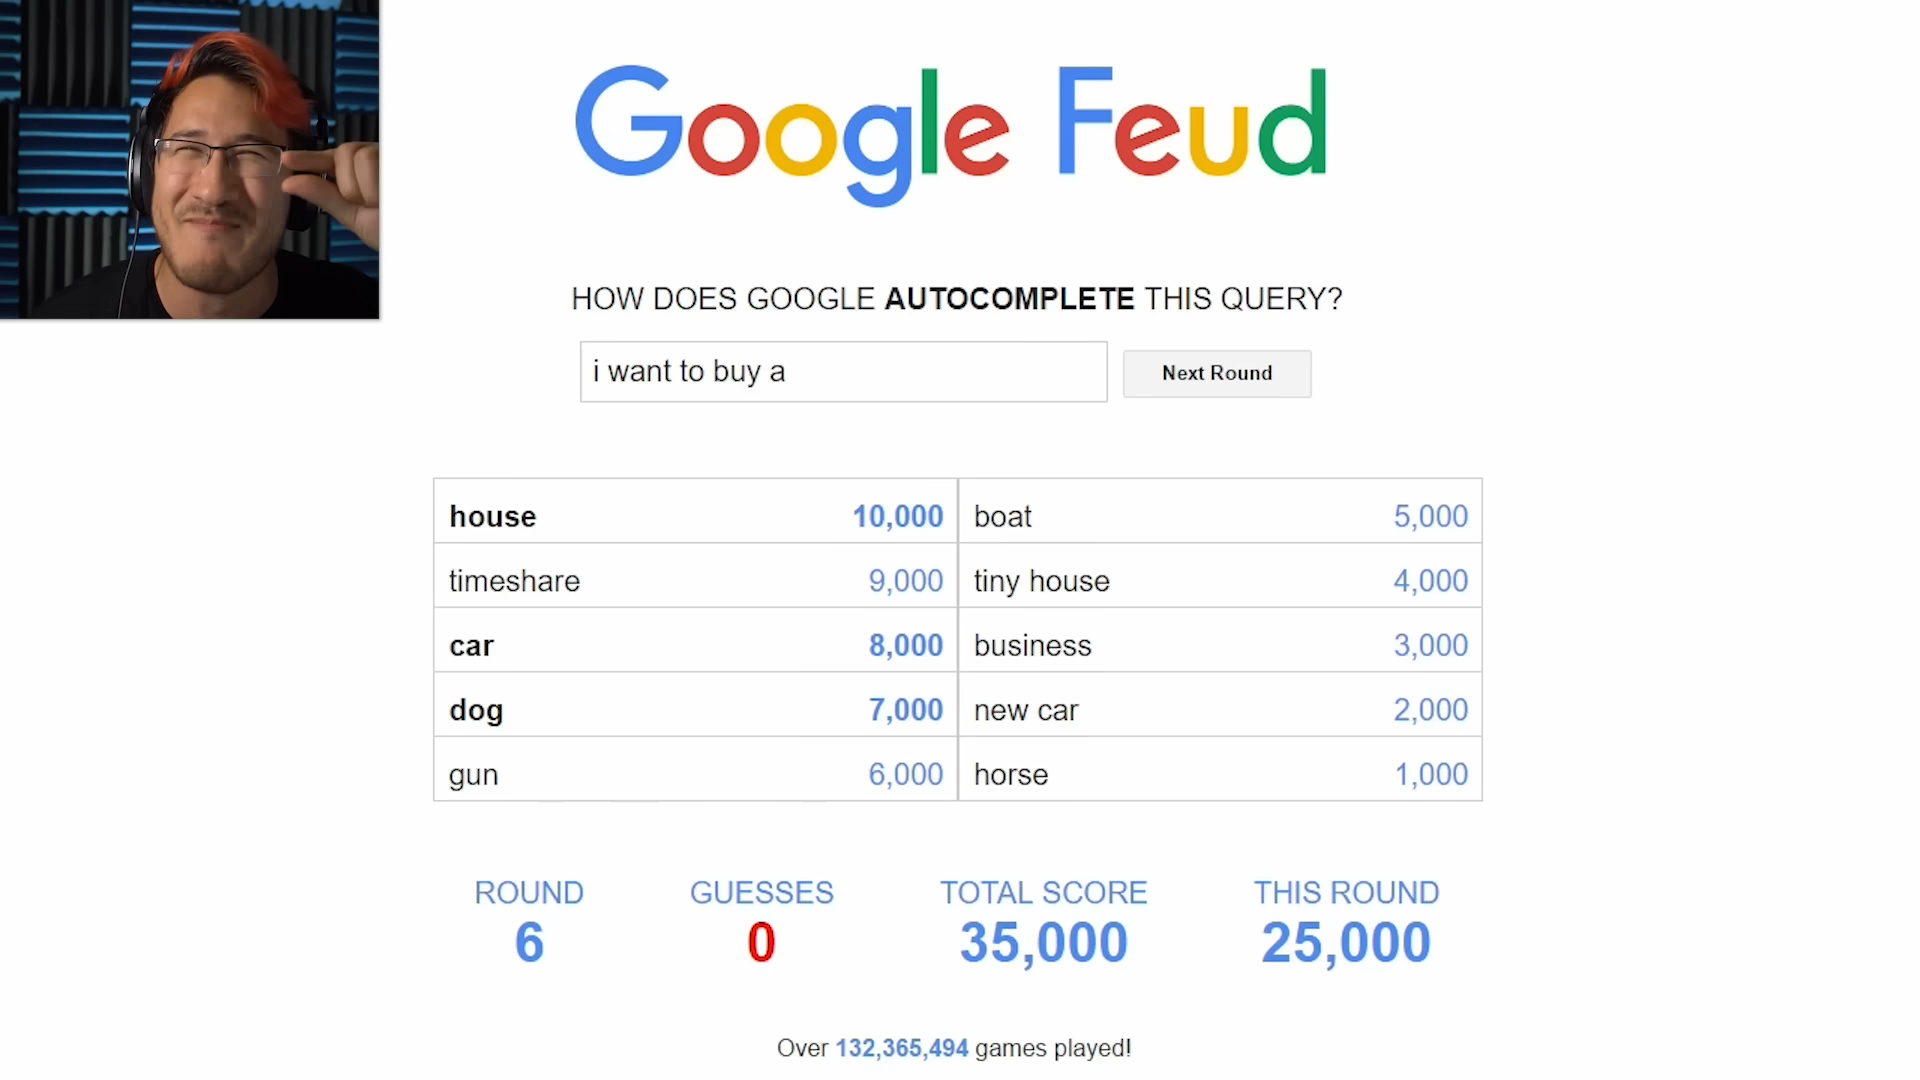 Google Feud
HOW DOES GOOGLE AUTOCOMPLETE THIS QUERY?
i want to buy a
Next Round
house 10,000 boat 5,000
timeshare 9,000 tiny house 4,000
car 8,000 business 3,000
dog 7,000 new car 2,000
gun 6,000 horse 1,000
ROUND GUESSES TOTAL SCORE THIS ROUND
6 0 35,000 25,000
Over 132,365,494 games played!